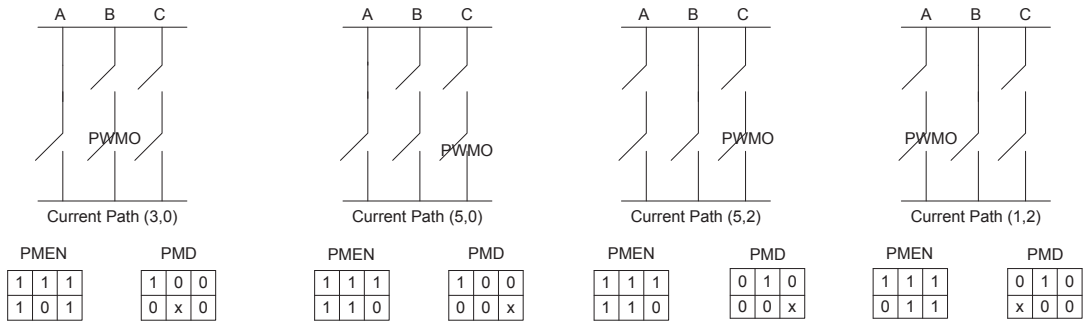 A B C A B C A B C A B C
PWMO PWMO PWMO PWMO
Current Path (3,0) Current Path (5,0) Current Path (5,2) Current Path (1,2)
PMEN PMD PMEN PMD PMEN PMD PMEN PMD
1 1 1 1 0 0 1 1 1 1 0 0 1 1 1 0 1 0 1 1 1 0 1 0
1 0 1 0 x 0 1 1 0 0 0 x 1 1 0 0 0 x 0 1 1 x 0 0